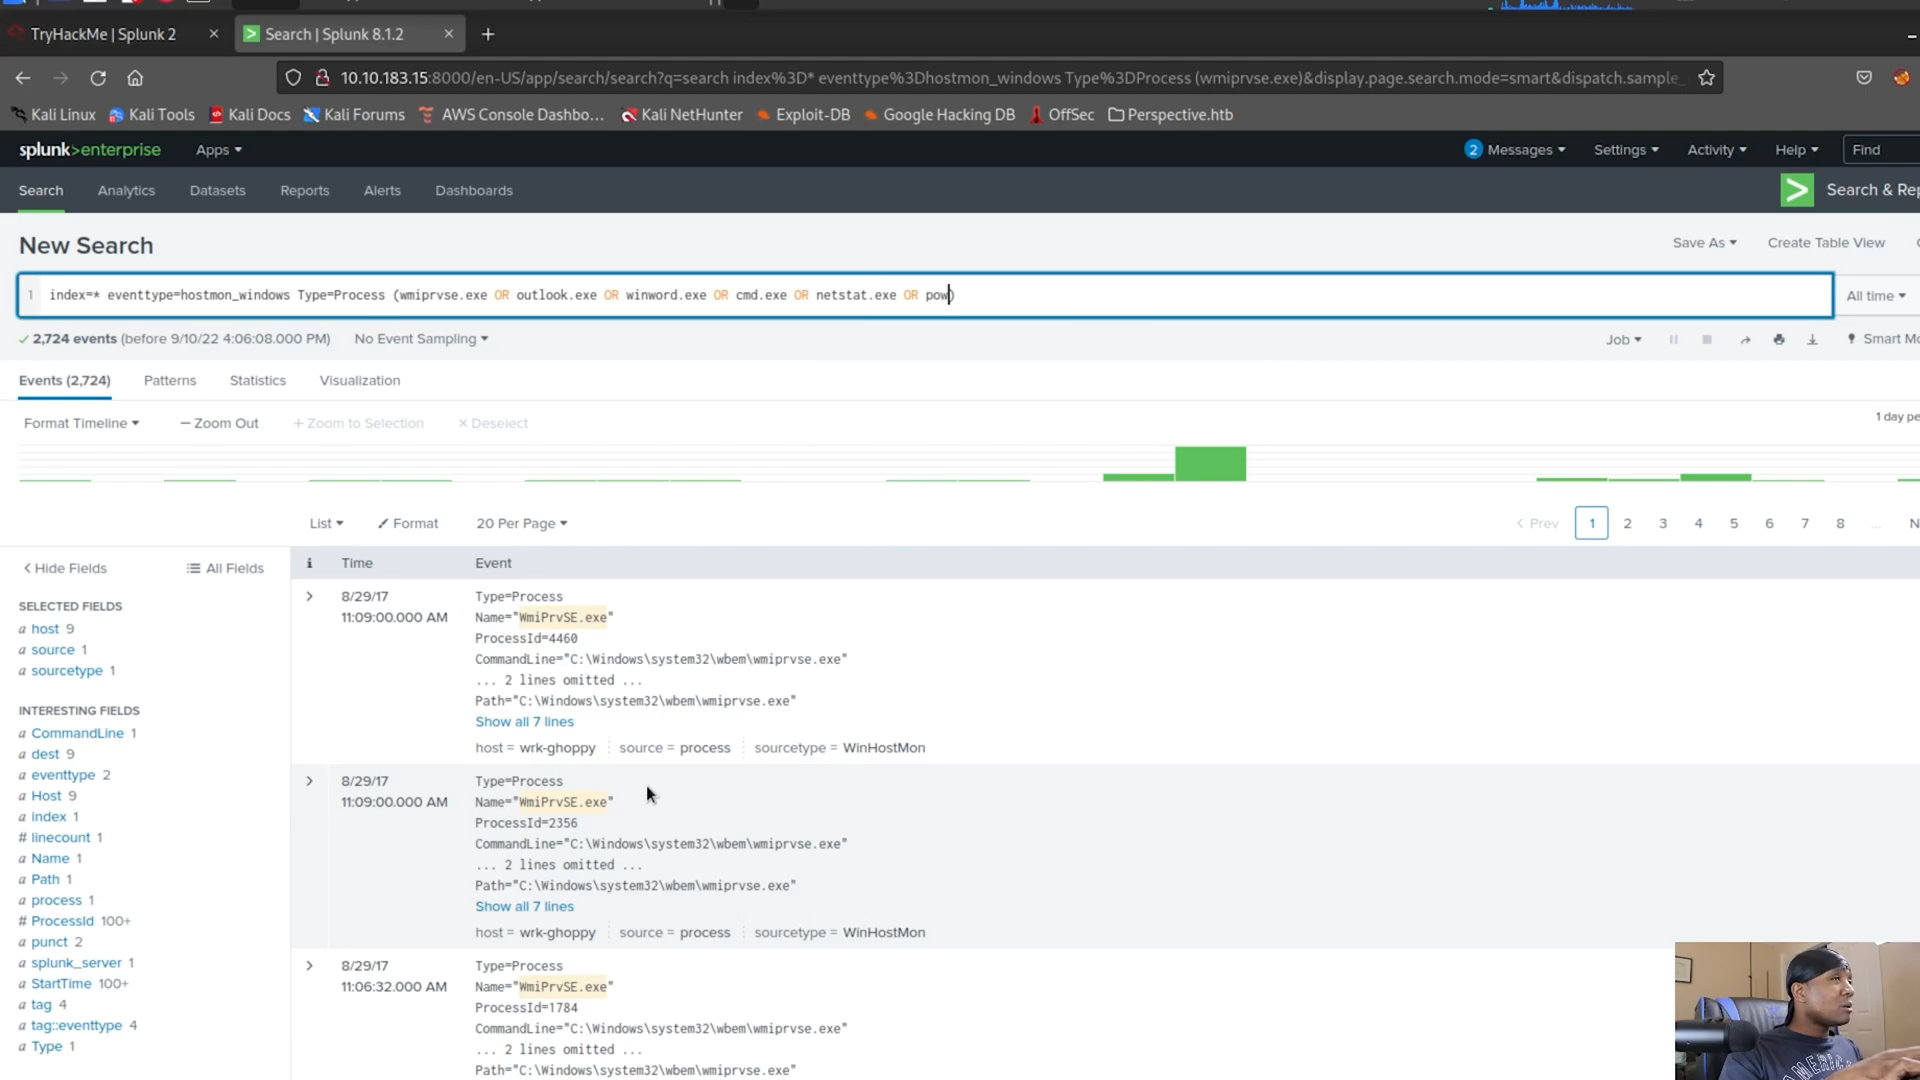 TryHackMe | Splunk 2
Search | Splunk 8.1.2
10.10.183.15:8000/en-US/app/search/search?q=search index%3D* eventtype%3Dhostmon_windows Type%3DProcess (wmiprvse.exe)&display.page.search.mode=smart&dispatch.sample_
Kali Linux Kali Tools Kali Docs Kali Forums AWS Console Dashbo… Kali NetHunter Exploit-DB Google Hacking DB OffSec Perspective.htb
splunk>enterprise Apps 2 Messages Settings Activity Help Find
Search Analytics Datasets Reports Alerts Dashboards > Search & Rep
New Search Save As Create Table View
1 index=* eventtype=hostmon_windows Type=Process (wmiprvse.exe OR outlook.exe OR winword.exe OR cmd.exe OR netstat.exe OR pow) All time
2,724 events (before 9/10/22 4:06:08.000 PM) No Event Sampling Job Smart Mo
Events (2,724) Patterns Statistics Visualization
Format Timeline — Zoom Out + Zoom to Selection × Deselect 1 day pe
List Format 20 Per Page < Prev 1 2 3 4 5 6 7 8 … N
< Hide Fields All Fields
i Time Event
SELECTED FIELDS
a host 9
a source 1
a sourcetype 1
INTERESTING FIELDS
a CommandLine 1
a dest 9
a eventtype 2
a Host 9
a index 1
# linecount 1
a Name 1
a Path 1
a process 1
# ProcessId 100+
a punct 2
a splunk_server 1
a StartTime 100+
a tag 4
a tag::eventtype 4
a Type 1
8/29/17
11:09:00.000 AM
Type=Process
Name="WmiPrvSE.exe"
ProcessId=4460
CommandLine="C:\Windows\system32\wbem\wmiprvse.exe"
... 2 lines omitted ...
Path="C:\Windows\system32\wbem\wmiprvse.exe"
Show all 7 lines
host = wrk-ghoppy source = process sourcetype = WinHostMon
8/29/17
11:09:00.000 AM
Type=Process
Name="WmiPrvSE.exe"
ProcessId=2356
CommandLine="C:\Windows\system32\wbem\wmiprvse.exe"
... 2 lines omitted ...
Path="C:\Windows\system32\wbem\wmiprvse.exe"
Show all 7 lines
host = wrk-ghoppy source = process sourcetype = WinHostMon
8/29/17
11:06:32.000 AM
Type=Process
Name="WmiPrvSE.exe"
ProcessId=1784
CommandLine="C:\Windows\system32\wbem\wmiprvse.exe"
... 2 lines omitted ...
Path="C:\Windows\system32\wbem\wmiprvse.exe"